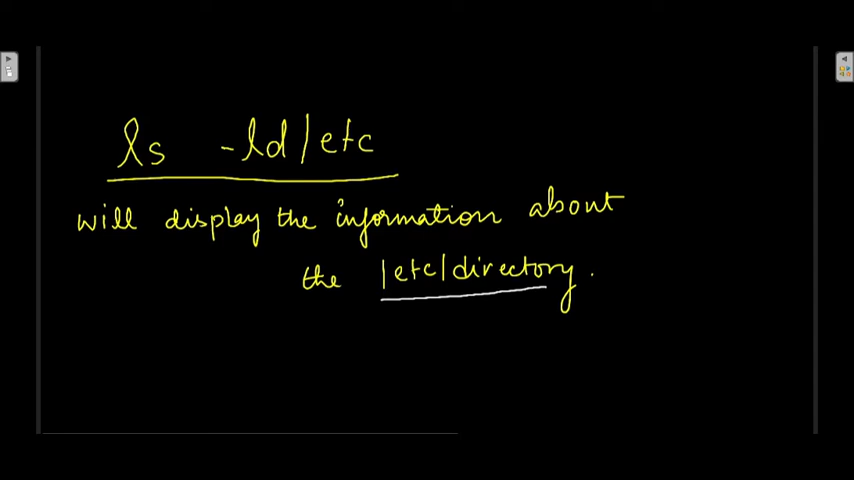 ls -ld/etc
will display the information about
the /etc/directory.